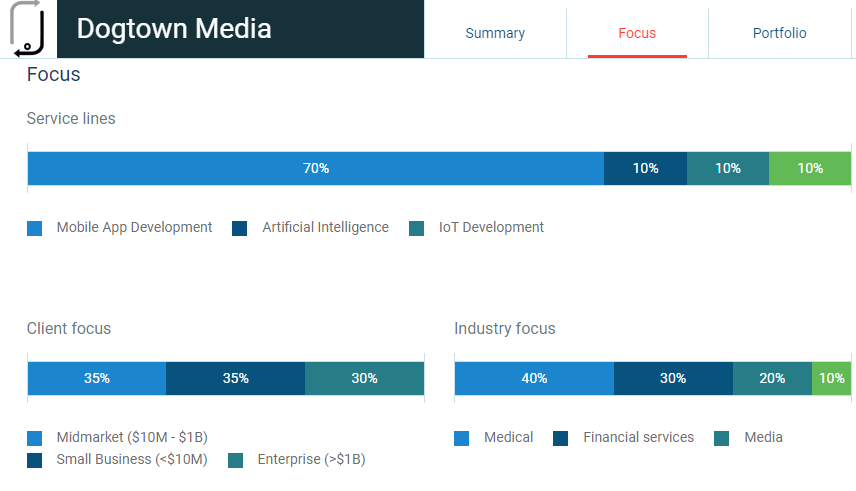 Dogtown Media
Summary
Focus
Portfolio
Focus
Service lines
70%
10%
10%
10%
Mobile App Development
Artificial Intelligence
IoT Development
Client focus
35%
35%
30%
Midmarket ($10M - $1B)
Small Business (<$10M)
Enterprise (>$1B)
Industry focus
40%
30%
20%
10%
Medical
Financial services
Media